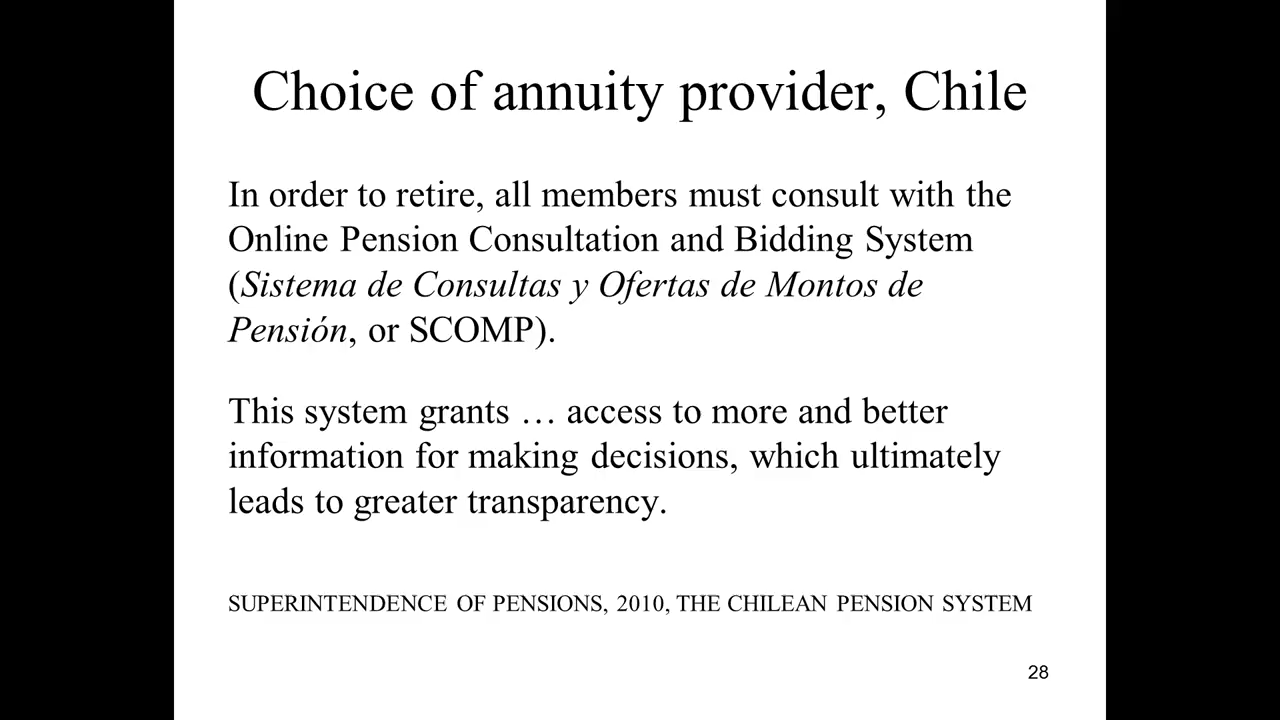 Choice of annuity provider, Chile
In order to retire, all members must consult with the
Online Pension Consultation and Bidding System
(Sistema de Consultas y Ofertas de Montos de
Pensión, or SCOMP).
This system grants … access to more and better
information for making decisions, which ultimately
leads to greater transparency.
SUPERINTENDENCE OF PENSIONS, 2010, THE CHILEAN PENSION SYSTEM
28